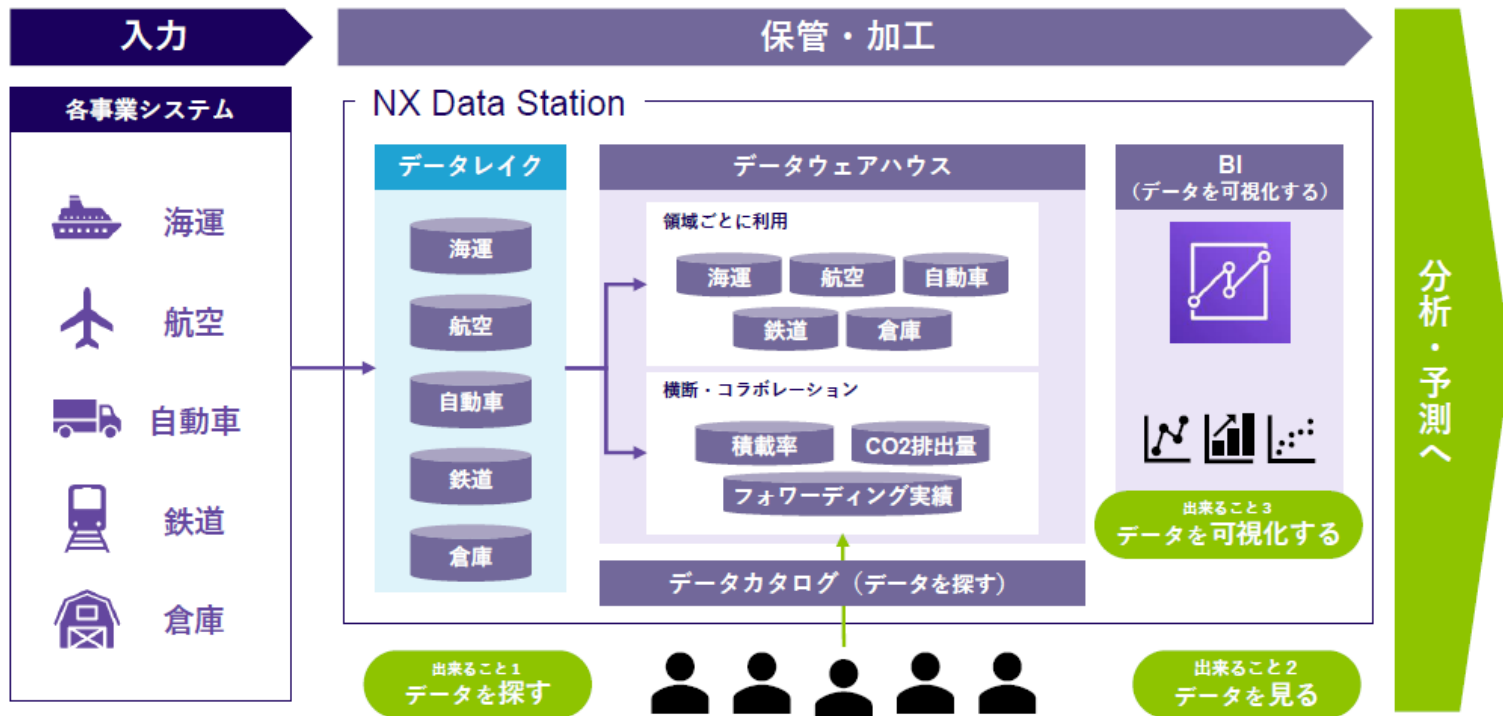 入力
保管・加工
各事業システム
海運
航空
自動車
鉄道
倉庫
NX Data Station
データレイク
海運
航空
自動車
鉄道
倉庫
データウェアハウス
領域ごとに利用
海運
航空
自動車
鉄道
倉庫
横断・コラボレーション
積載率
CO2排出量
フォワーディング実績
データカタログ（データを探す）
BI
（データを可視化する）
出来ること３
データを可視化する
出来ること１
データを探す
出来ること２
データを見る
分析・予測へ